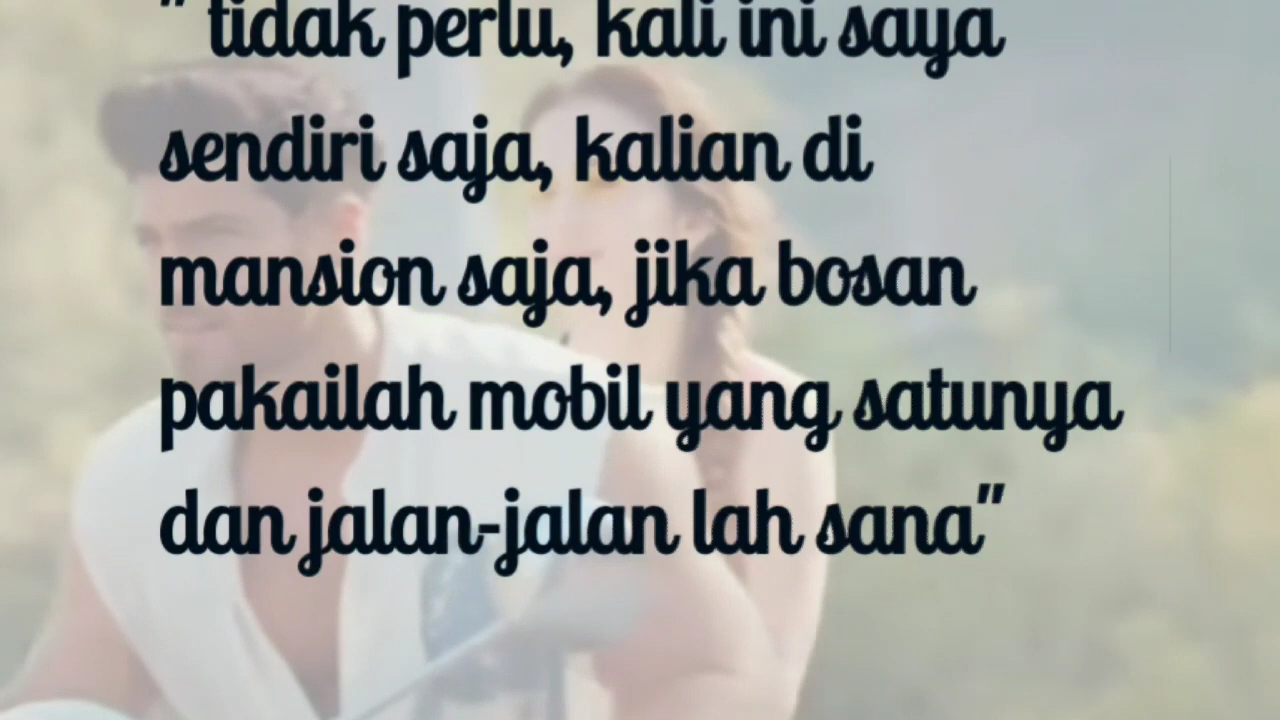 " tidak perlu, kali ini saya
sendiri saja, kalian di
mansion saja, jika bosan
pakailah mobil yang satunya
dan jalan-jalan lah sana"